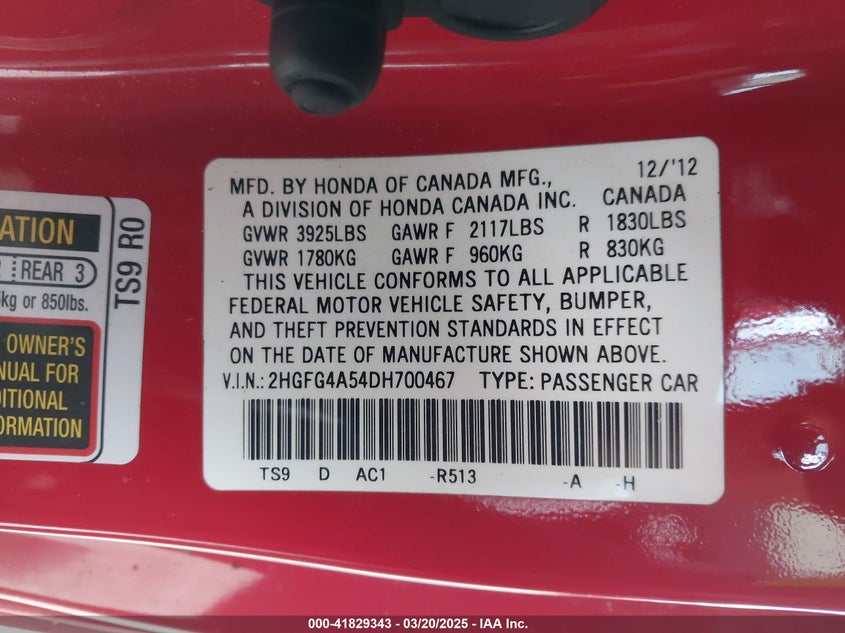 MFD. BY HONDA OF CANADA MFG., 12/'12
A DIVISION OF HONDA CANADA INC. CANADA
GVWR 3925LBS GAWR F 2117LBS R 1830LBS
GVWR 1780KG GAWR F 960KG R 830KG
THIS VEHICLE CONFORMS TO ALL APPLICABLE
FEDERAL MOTOR VEHICLE SAFETY, BUMPER,
AND THEFT PREVENTION STANDARDS IN EFFECT
ON THE DATE OF MANUFACTURE SHOWN ABOVE.
V.I.N.: 2HGFG4A54DH700467 TYPE: PASSENGER CAR
TS9 D AC1 -R513 -A -H
ATION
REAR 3
kg or 850lbs.
OWNER'S
NUAL FOR
DITIONAL
FORMATION
TS9 R0
000-41829343 - 03/20/2025 - IAA Inc.